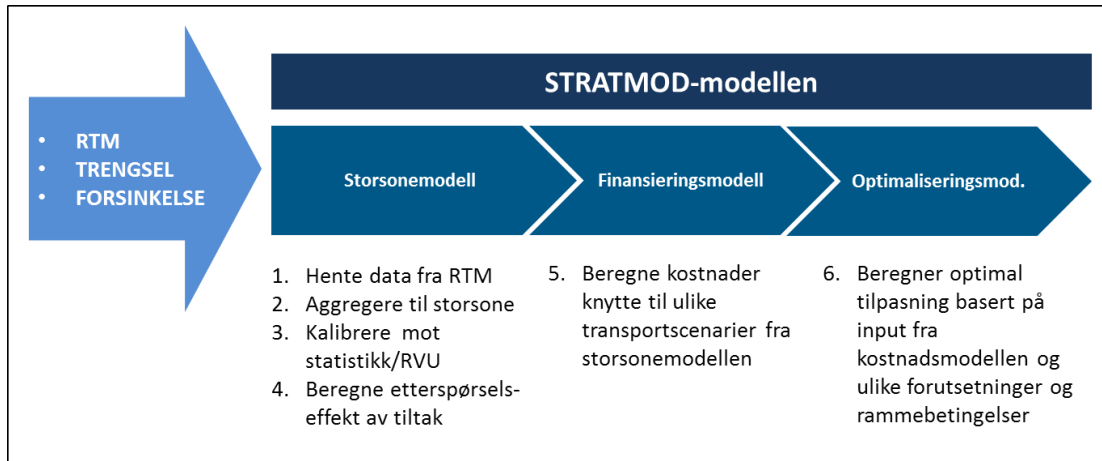 STRATMOD-modellen
• RTM
• TRENGSEL
• FORSINKELSE
Storsonemodell
Finansieringsmodell
Optimaliseringsmod.
1. Hente data fra RTM
2. Aggregere til storsone
3. Kalibrere mot
statistikk/RVU
4. Beregne etterspørsels-
effekt av tiltak
5. Beregne kostnader
knytte til ulike
transportscenarier fra
storsonemodellen
6. Beregner optimal
tilpasning basert på
input fra
kostnadsmodellen og
ulike forutsetninger og
rammebetingelser